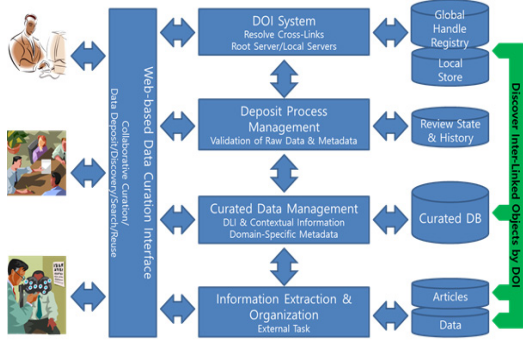 DOI System
Resolve Cross-Links
Root Server/Local Servers
Global
Handle
Registry
Local
Store
Deposit Process
Management
Validation of Raw Data & Metadata
Review State
& History
Curated Data Management
DLI & Contextual Information
Domain-Specific Metadata
Curated DB
Information Extraction &
Organization
External Task
Articles
Data
Web-based Data Curation Interface
Collaborative Curation/
Data Deposit/Discovery/Search/Reuse
Discover Inter-Linked Objects by DOI